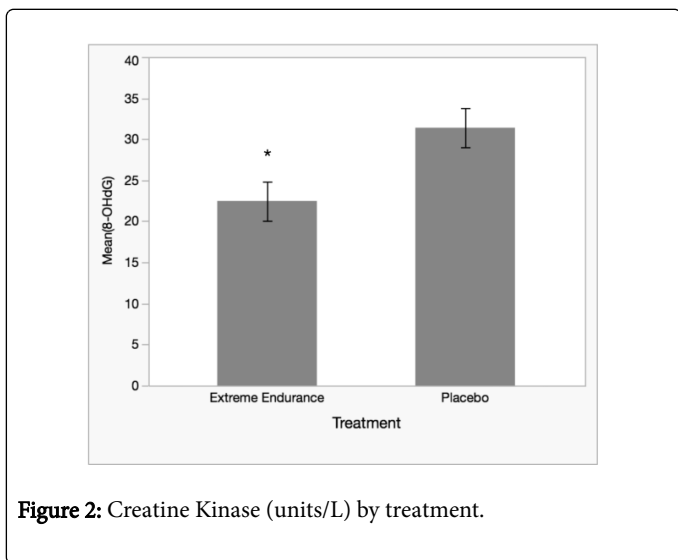 40
35
30
25
20
15
10
5
0
Mean(8-OHdG)
*
Extreme Endurance Placebo
Treatment
Figure 2: Creatine Kinase (units/L) by treatment.